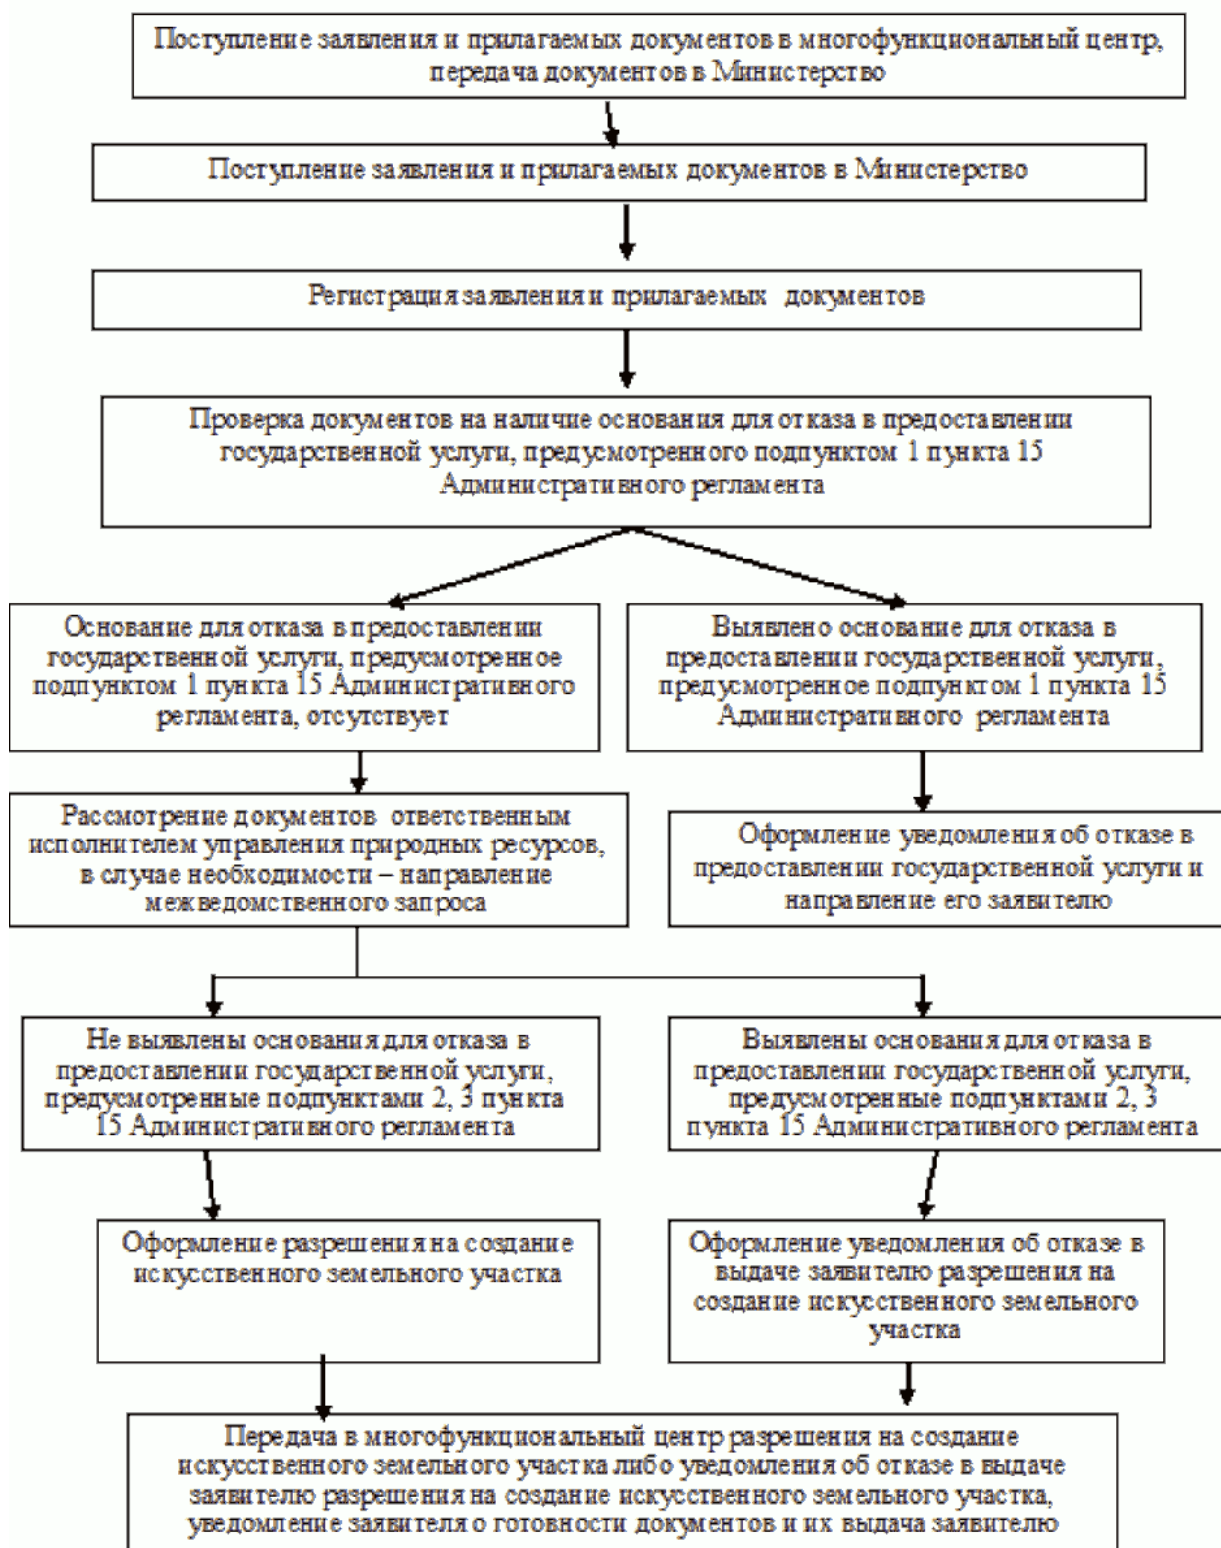 Поступление заявления и прилагаемых документов в многофункциональный центр,
передача документов в Министерство
Поступление заявления и прилагаемых документов в Министерство
Регистрация заявления и прилагаемых документов
Проверка документов на наличие основания для отказа в предоставлении
государственной услуги, предусмотренного подпунктом 1 пункта 15
Административного регламента
Основание для отказа в предоставлении
государственной услуги, предусмотренное
подпунктом 1 пункта 15 Административного
регламента, отсутствует
Выявлено основание для отказа в
предоставлении государственной услуги,
предусмотренное подпунктом 1 пункта 15
Административного регламента
Рассмотрение документов ответственным
исполнителем управления природных ресурсов,
в случае необходимости – направление
межведомственного запроса
Оформление уведомления об отказе в
предоставлении государственной услуги и
направление его заявителю
Не выявлены основания для отказа в
предоставлении государственной услуги,
предусмотренные подпунктами 2, 3 пункта
15 Административного регламента
Выявлены основания для отказа в
предоставлении государственной услуги,
предусмотренные подпунктами 2, 3
пункта 15 Административного регламента
Оформление разрешения на создание
искусственного земельного участка
Оформление уведомления об отказе в
выдаче заявителю разрешения на
создание искусственного земельного
участка
Передача в многофункциональный центр разрешения на создание
искусственного земельного участка либо уведомления об отказе в выдаче
заявителю разрешения на создание искусственного земельного участка,
уведомление заявителя о готовности документов и их выдача заявителю